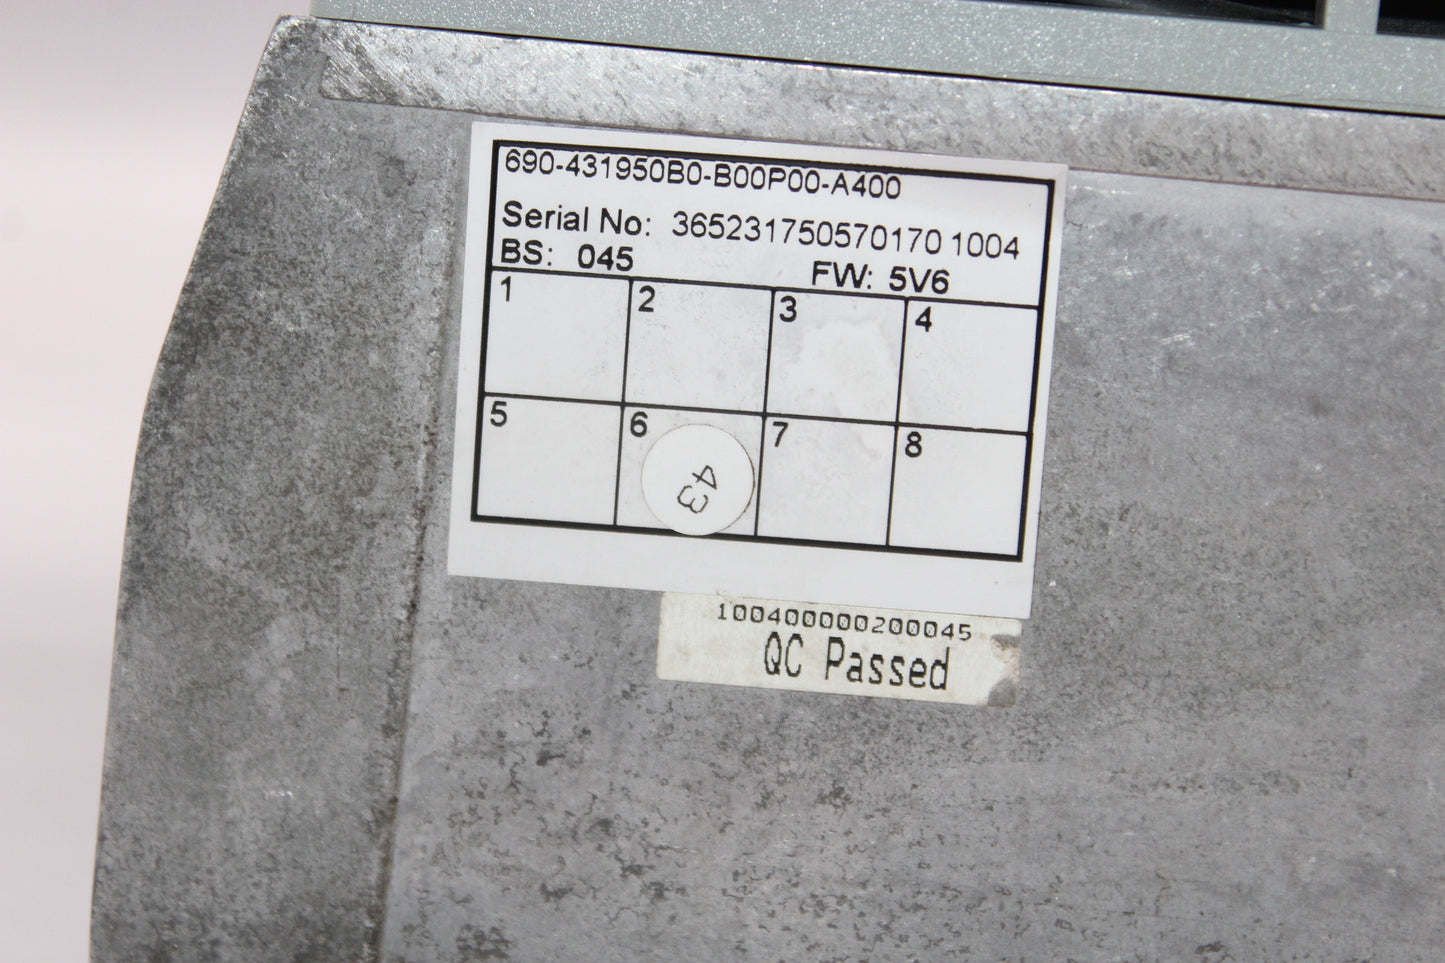 690-431950B0-B00P00-A400
Serial No: 365231750570170 1004
BS: 045 FW: 5V6
1 2 3 4
5 6 7 8
43
100400000200045
QC Passed